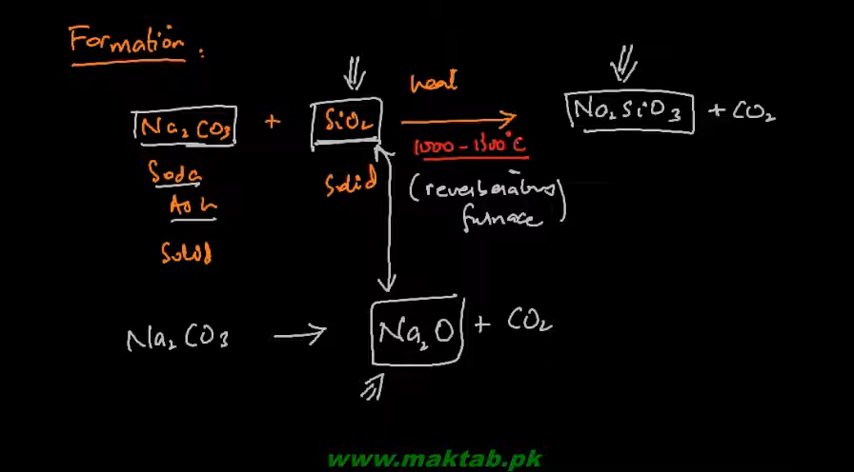 Formation.
heat
Na₂CO₃ + SiO₂ → Na₂SiO₃ + CO₂
1000 - 1300°C
Soda Solid (reverberatory
Ash furnace)
Solid
Na₂CO₃ → Na₂O + CO₂
www.maktab.pk